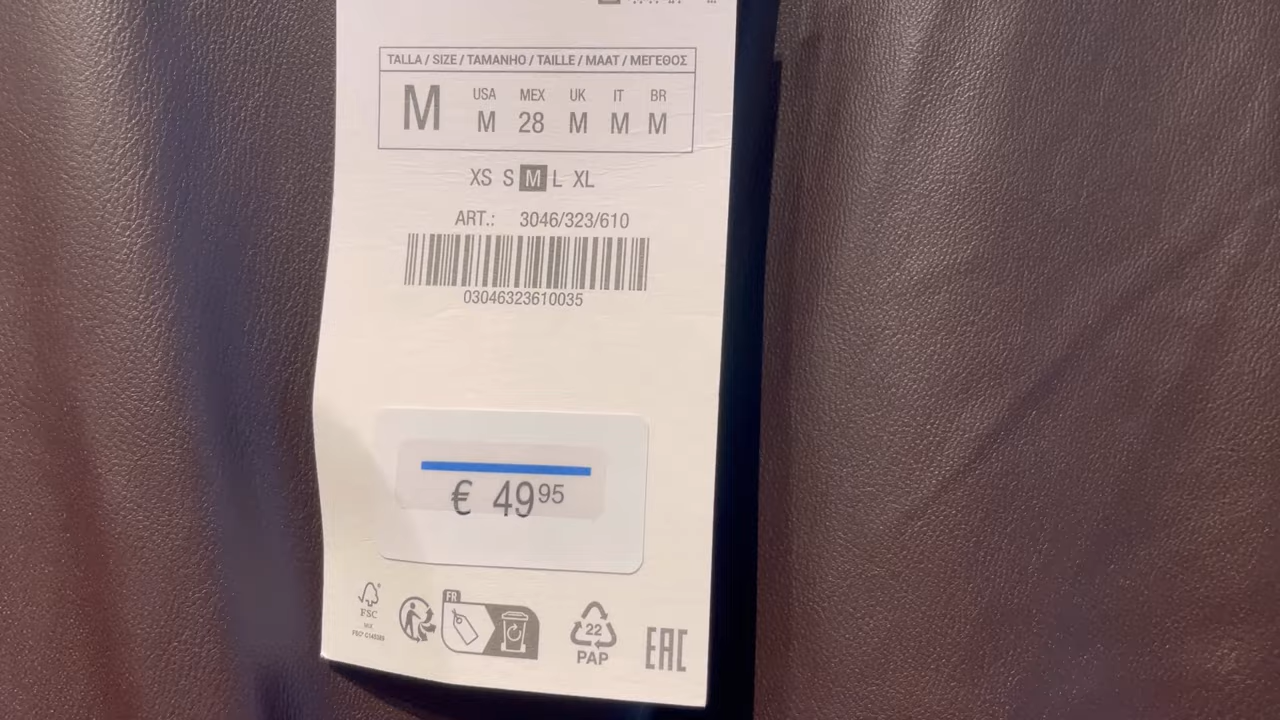 TALLA / SIZE / TAMANHO / TAILLE / MAAT / ΜΕΓΕΘΟΣ
M
USA MEX UK IT BR
M 28 M M M
XS S M L XL
ART.: 3046/323/610
03046323610035
€ 49 95
FSC
FR
22
PAP
EAC